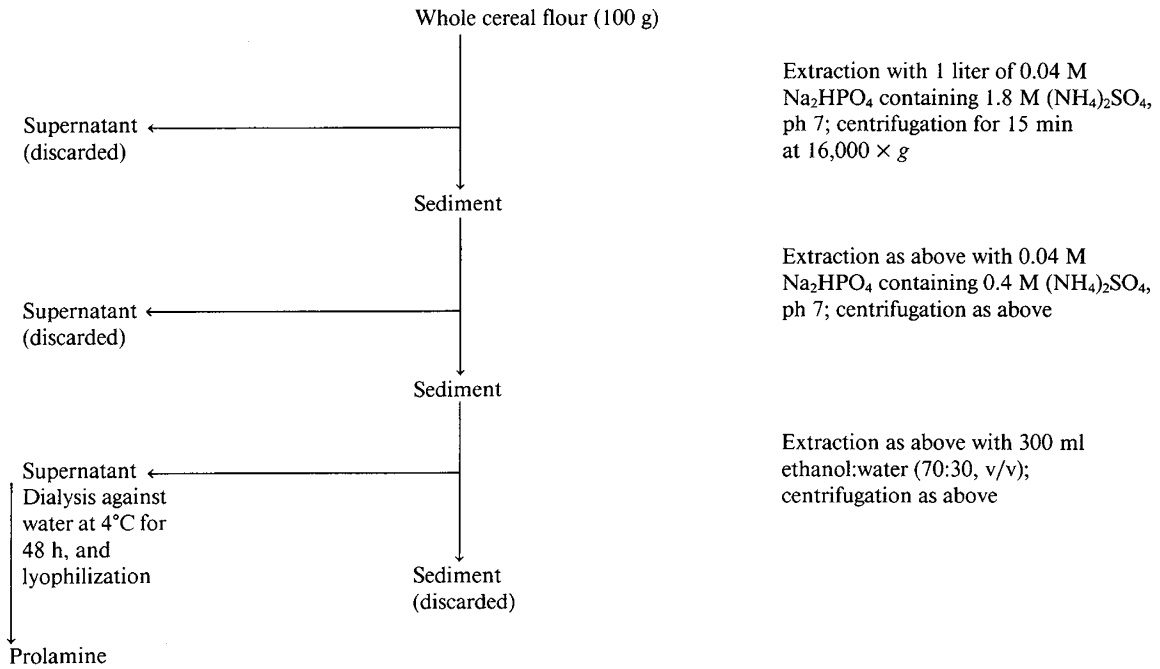 Whole cereal flour (100 g)
Extraction with 1 liter of 0.04 M
Na₂HPO₄ containing 1.8 M (NH₄)₂SO₄,
ph 7; centrifugation for 15 min
at 16,000 × g
Supernatant
(discarded)
Sediment
Extraction as above with 0.04 M
Na₂HPO₄ containing 0.4 M (NH₄)₂SO₄,
ph 7; centrifugation as above
Supernatant
(discarded)
Sediment
Extraction as above with 300 ml
ethanol:water (70:30, v/v);
centrifugation as above
Supernatant
Dialysis against
water at 4°C for
48 h, and
lyophilization
Sediment
(discarded)
Prolamine